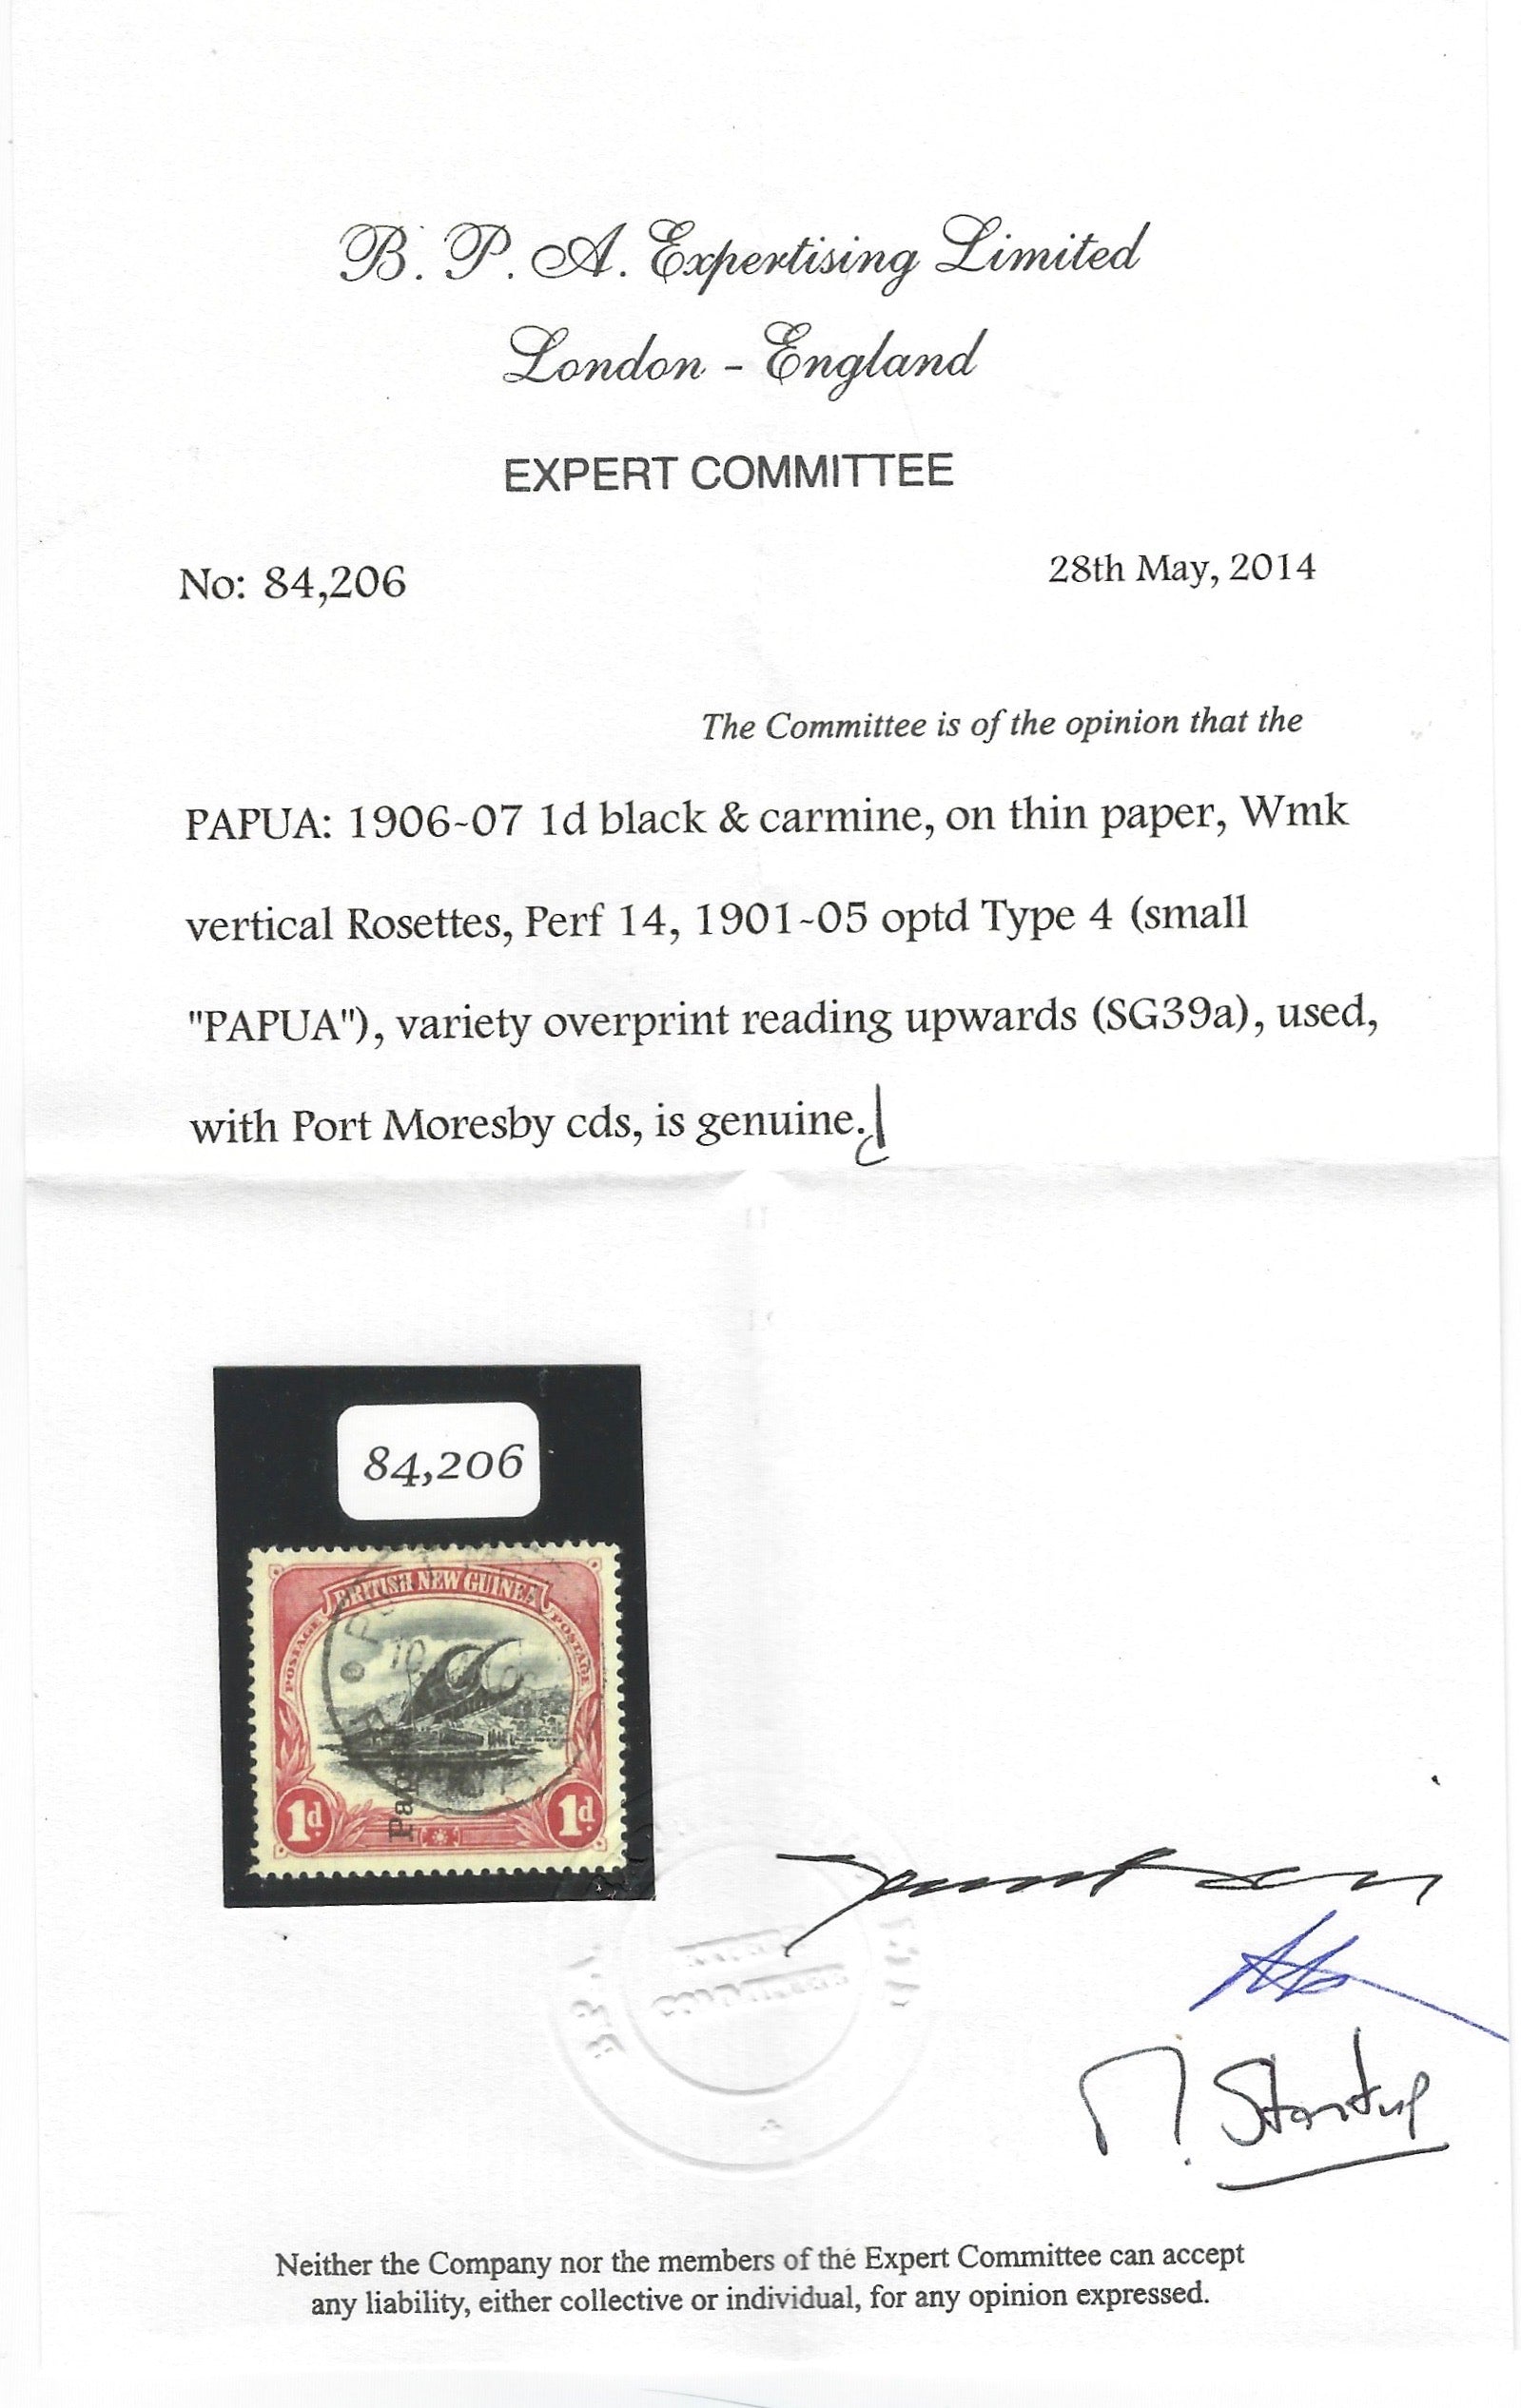 B. P. A. Expertising Limited
London - England
EXPERT COMMITTEE
No: 84,206
28th May, 2014
The Committee is of the opinion that the
PAPUA: 1906-07 1d black & carmine, on thin paper, Wmk
vertical Rosettes, Perf 14, 1901-05 optd Type 4 (small
"PAPUA"), variety overprint reading upwards (SG39a), used,
with Port Moresby cds, is genuine.
84,206
BRITISH NEW GUINEA
POSTAGE
POSTAGE
1d.
1d.
Neither the Company nor the members of the Expert Committee can accept
any liability, either collective or individual, for any opinion expressed.